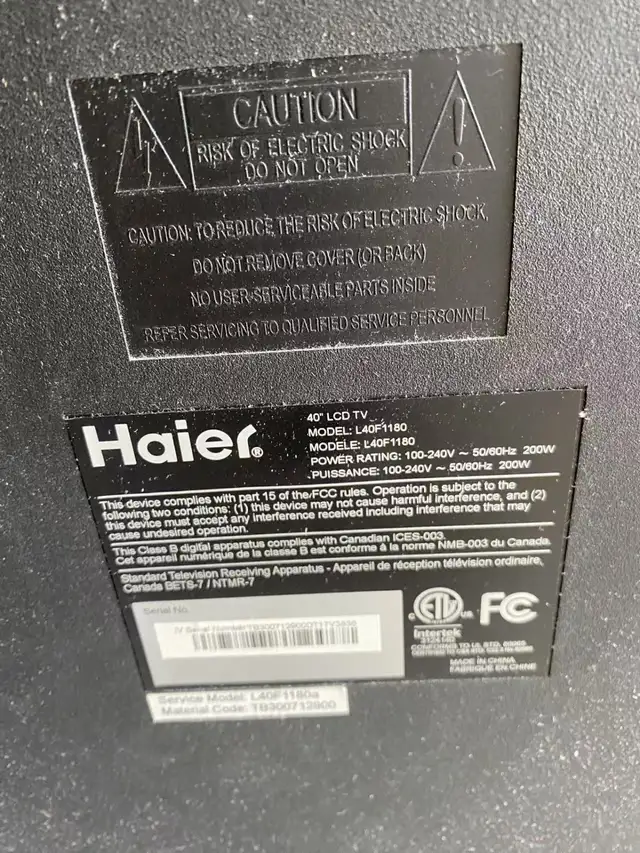 CAUTION
RISK OF ELECTRIC SHOCK
DO NOT OPEN
CAUTION: TO REDUCE THE RISK OF ELECTRIC SHOCK,
DO NOT REMOVE COVER (OR BACK)
NO USER-SERVICEABLE PARTS INSIDE
REFER SERVICING TO QUALIFIED SERVICE PERSONNEL
Haier®
40" LCD TV
MODEL: L40F1180
MODELE: L40F1180
POWER RATING: 100-240V ~ 50/60Hz 200W
PUISSANCE: 100-240V ~ 50/60Hz 200W
This device complies with part 15 of the FCC rules. Operation is subject to the
following two conditions: (1) this device may not cause harmful interference, and (2)
this device must accept any interference received including interference that may
cause undesired operation.
This Class B digital apparatus complies with Canadian ICES-003.
Cet appareil numérique de la classe B est conforme à la norme NMB-003 du Canada.
Standard Television Receiving Apparatus - Appareil de réception télévision ordinaire,
Canada BETS-7 / NTMR-7
Serial No.
c ETL us FC
Intertek
CONFORMS TO UL STD. 60065
MADE IN CHINA
FABRIQUE EN CHINE
Service Model: L40F1180a
Material Code: TB300712800